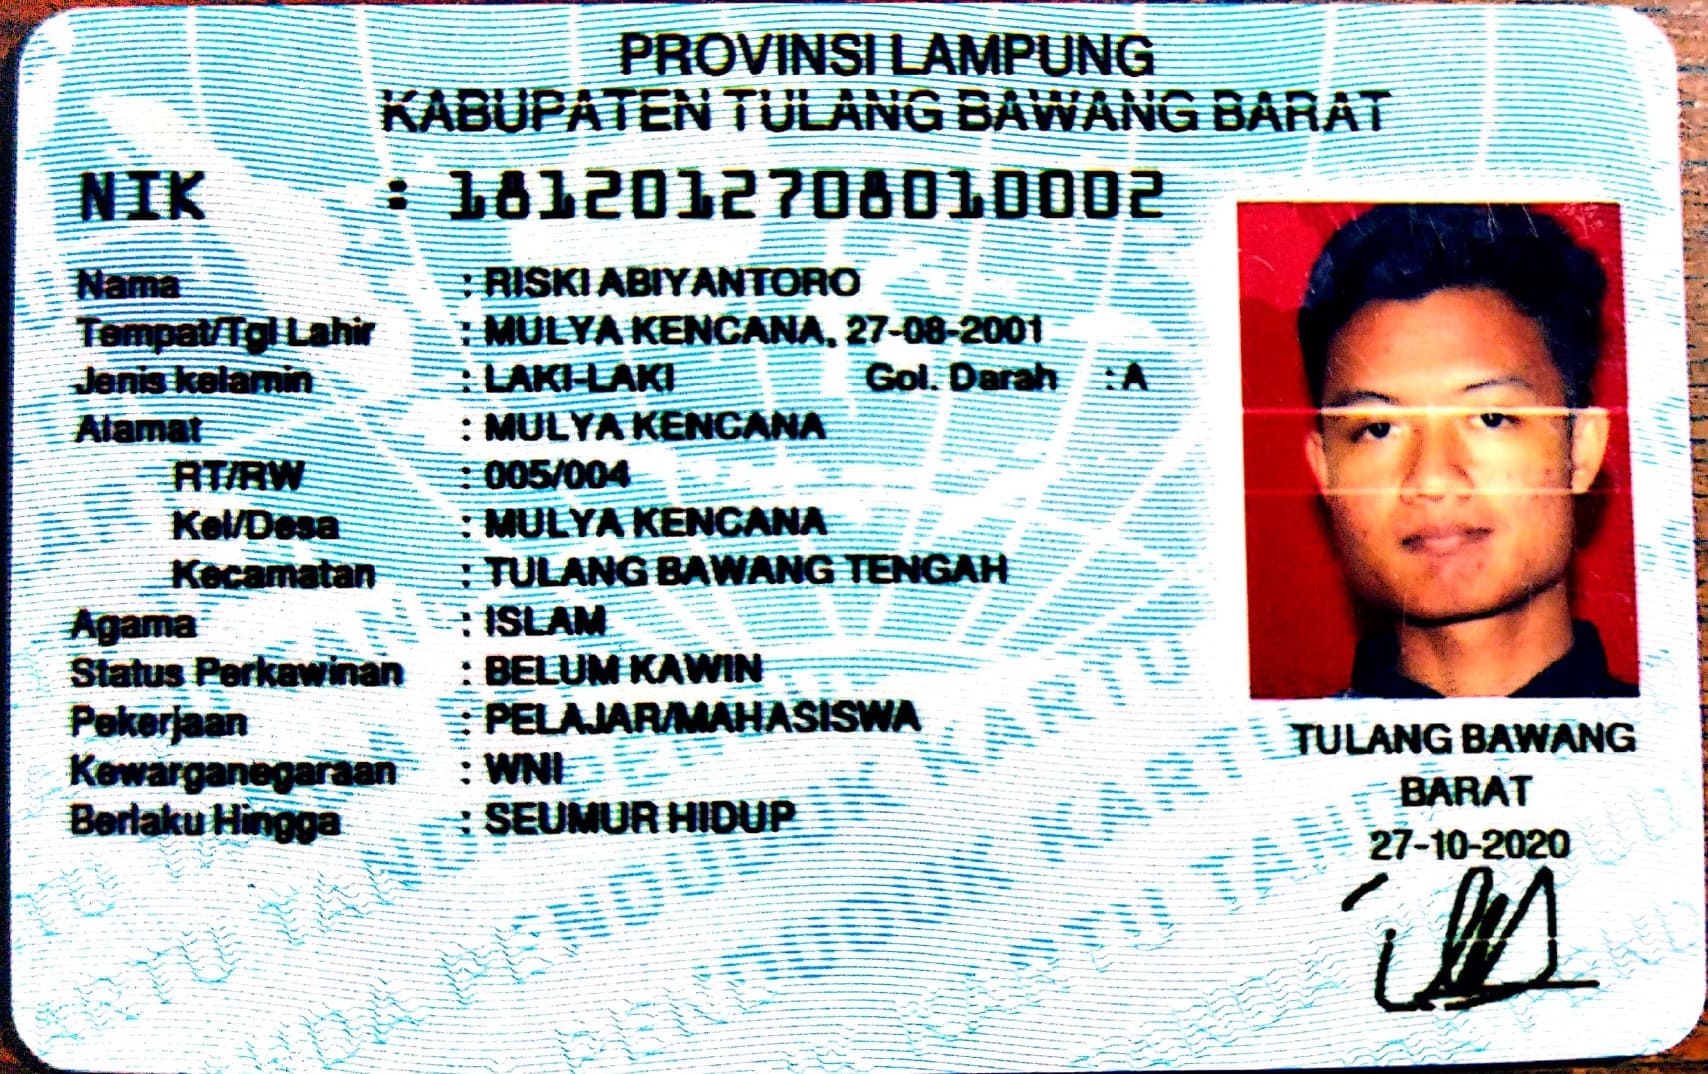 PROVINSI LAMPUNG
KABUPATEN TULANG BAWANG BARAT
NIK : 1812012708010002
Nama : RISKI ABIYANTORO
Tempat/Tgl Lahir : MULYA KENCANA, 27-08-2001
Jenis kelamin : LAKI-LAKI Gol. Darah : A
Alamat : MULYA KENCANA
RT/RW : 005/004
Kel/Desa : MULYA KENCANA
Kecamatan : TULANG BAWANG TENGAH
Agama : ISLAM
Status Perkawinan : BELUM KAWIN
Pekerjaan : PELAJAR/MAHASISWA
Kewarganegaraan : WNI
Berlaku Hingga : SEUMUR HIDUP
TULANG BAWANG
BARAT
27-10-2020